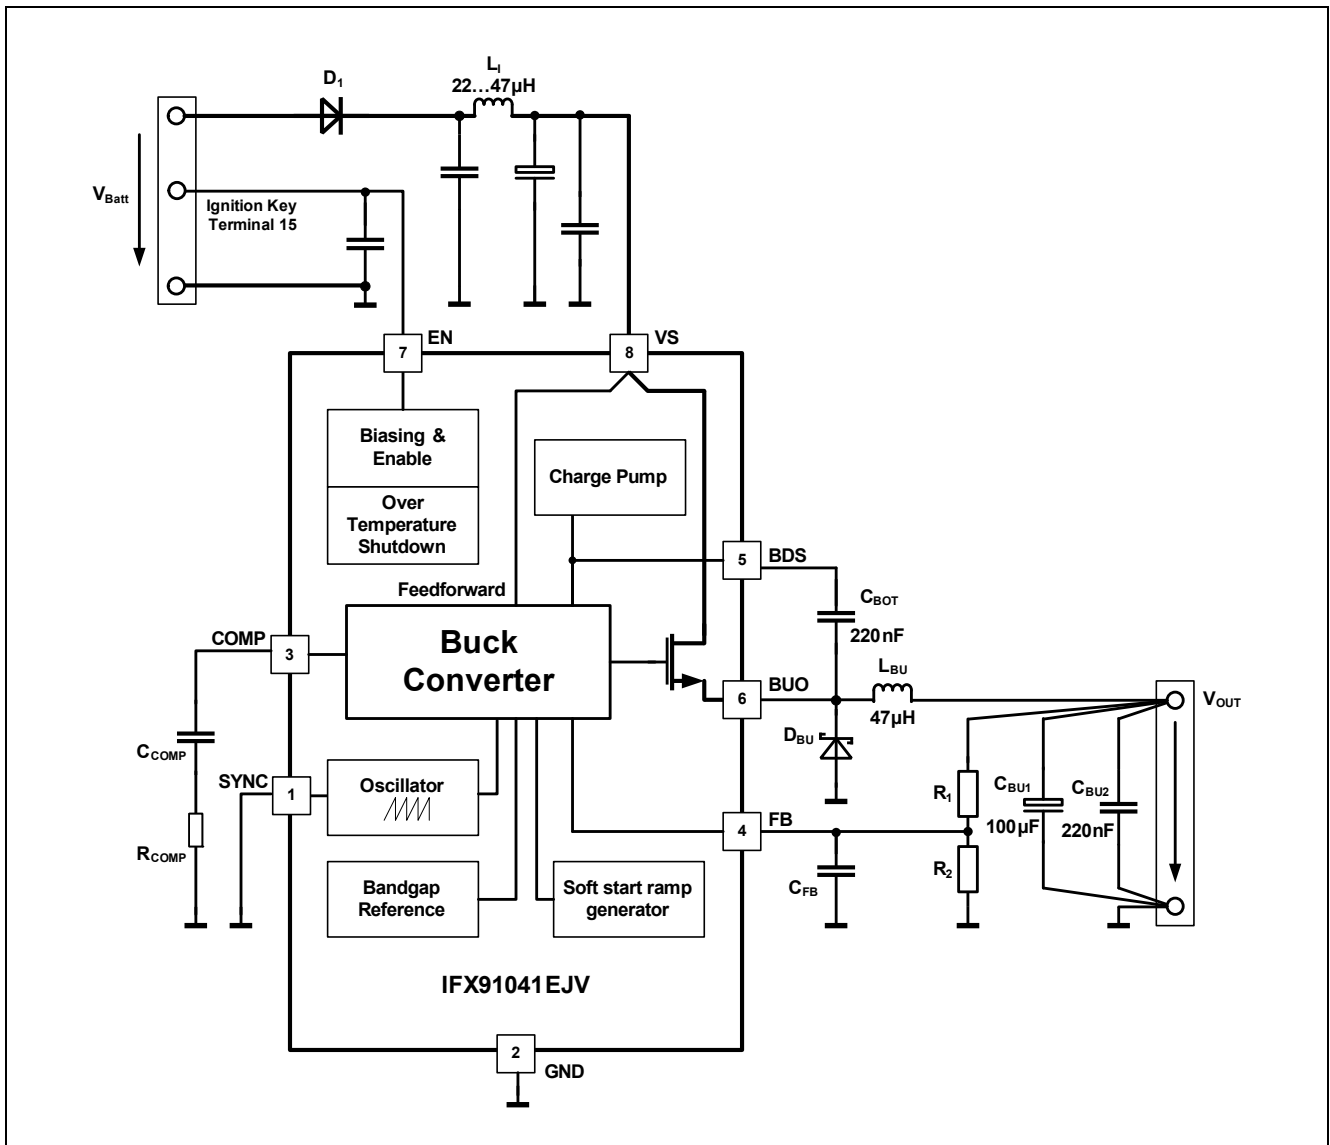 D1
LI
22...47µH
VBatt
Ignition Key
Terminal 15
EN
7
VS
8
Biasing &
Enable
Over
Temperature
Shutdown
Charge Pump
5
BDS
CBOT
220nF
Feedforward
COMP
3
Buck
Converter
LBU
47µH
6
BUO
VOUT
DBU
CCOMP
SYNC
1
Oscillator
R1
CBU1
100µF
CBU2
220nF
4
FB
RCOMP
CFB
R2
Bandgap
Reference
Soft start ramp
generator
IFX91041EJV
2
GND